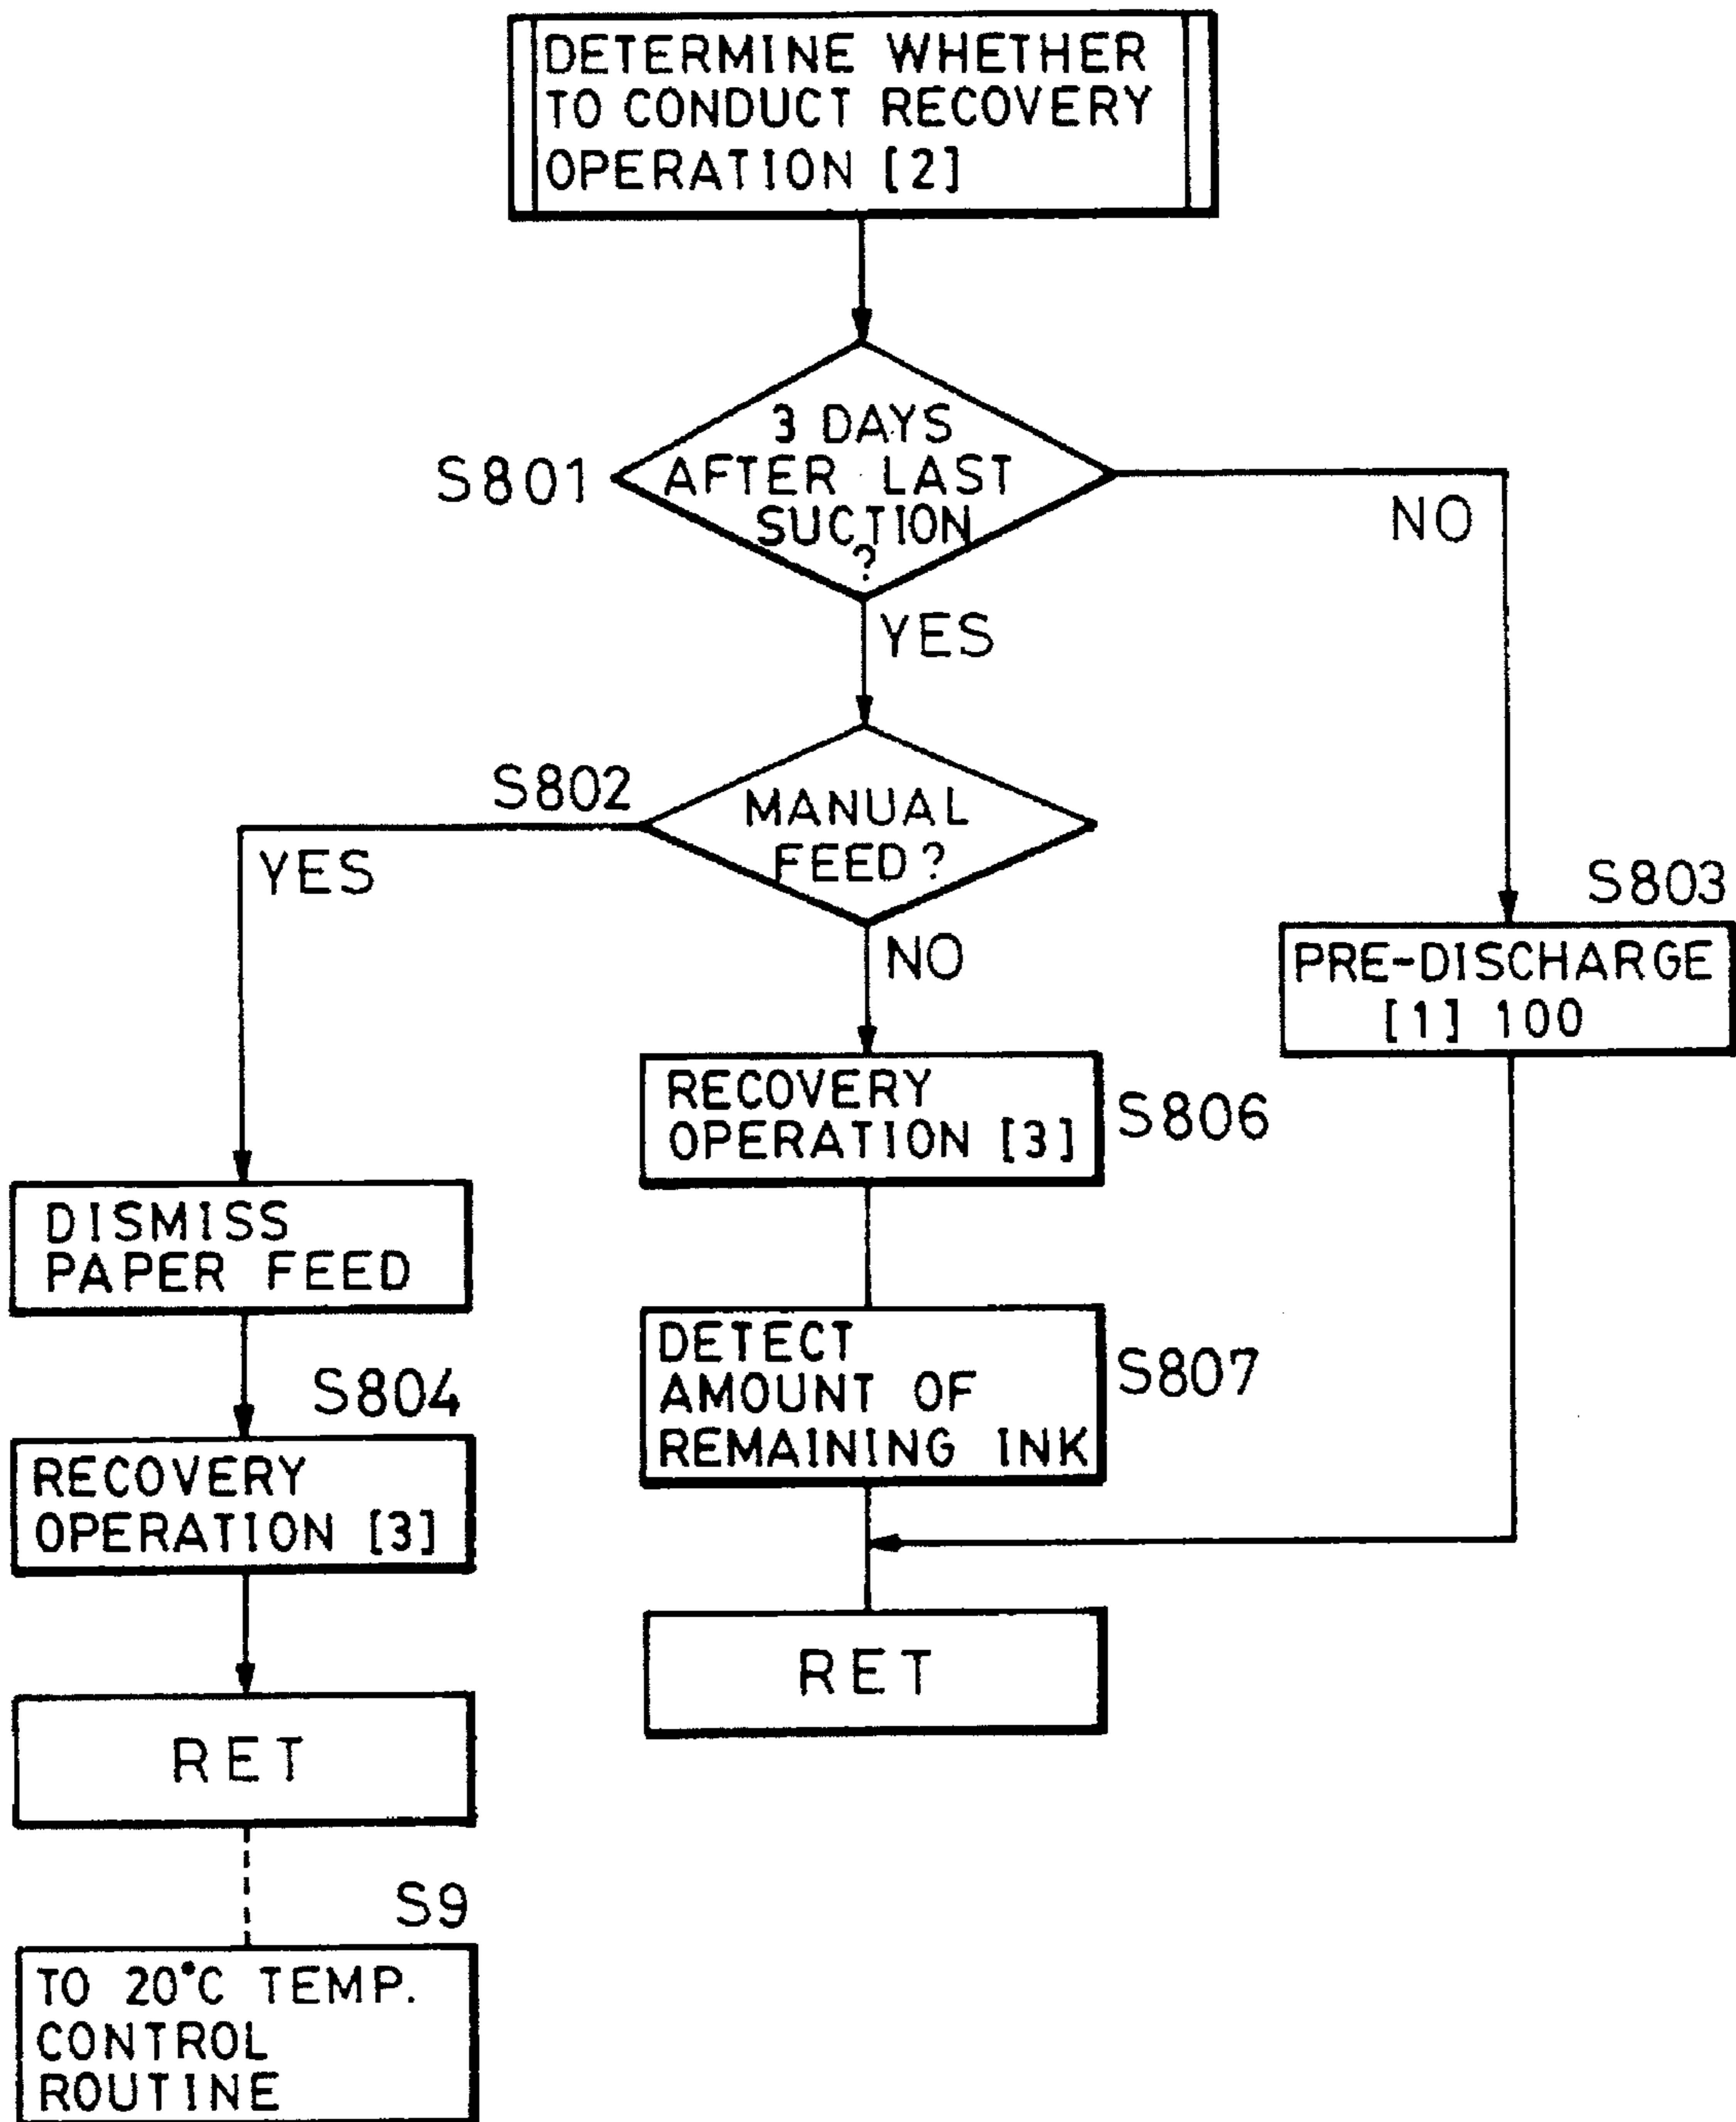 DETERMINE WHETHER
TO CONDUCT RECOVERY
OPERATION [2]
3 DAYS
AFTER LAST
SUCTION
?
S801
NO
YES
S802
MANUAL
FEED?
YES
NO
S803
PRE-DISCHARGE
[1] 100
RECOVERY
OPERATION [3]
S806
DISMISS
PAPER FEED
DETECT
AMOUNT OF
REMAINING INK
S807
S804
RECOVERY
OPERATION [3]
RET
RET
S9
TO 20°C TEMP.
CONTROL
ROUTINE